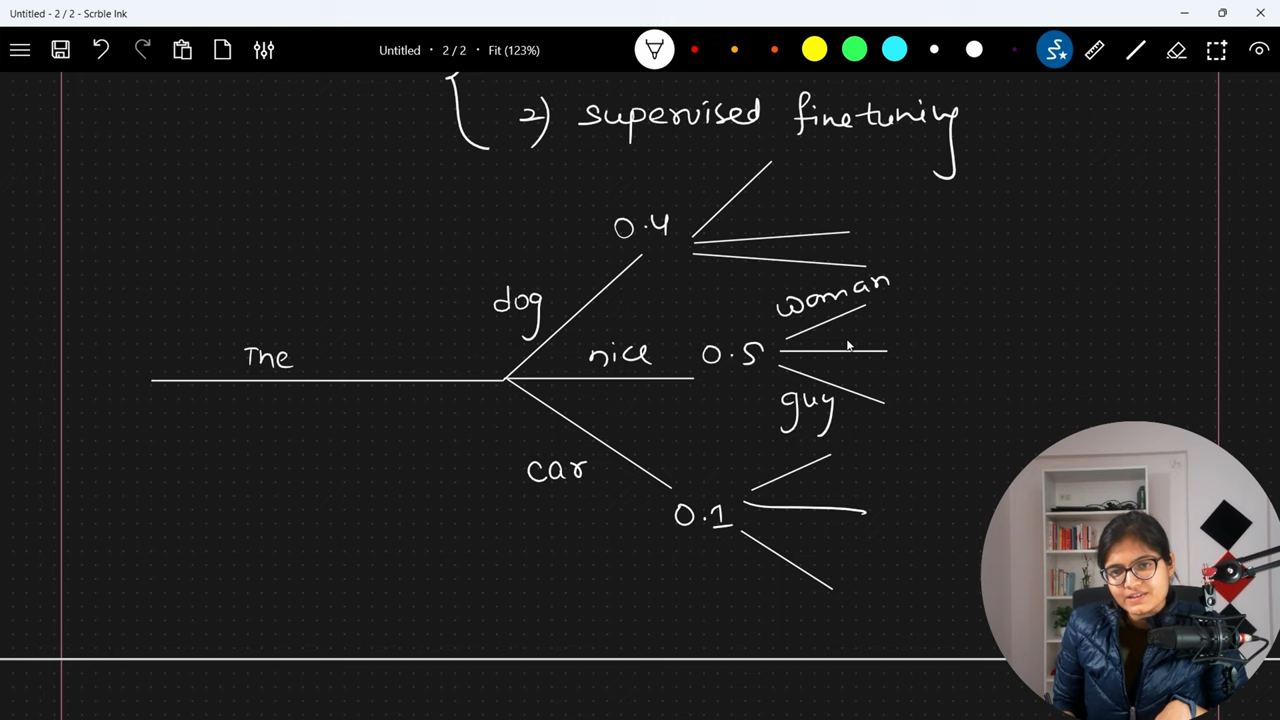 Untitled - 2 / 2 - Scrble Ink
Untitled • 2 / 2 • Fit (123%)
2) supervised finetuning
0.4
dog
woman
The
nice 0.5
guy
car
0.1